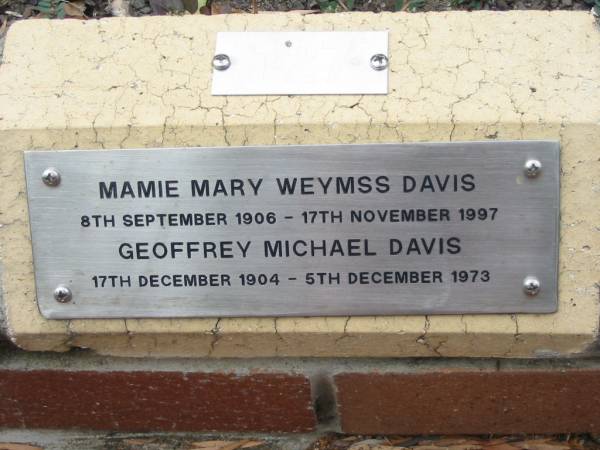 MAMIE MARY WEYMSS DAVIS
8TH SEPTEMBER 1906 - 17TH NOVEMBER 1997
GEOFFREY MICHAEL DAVIS
17TH DECEMBER 1904 - 5TH DECEMBER 1973